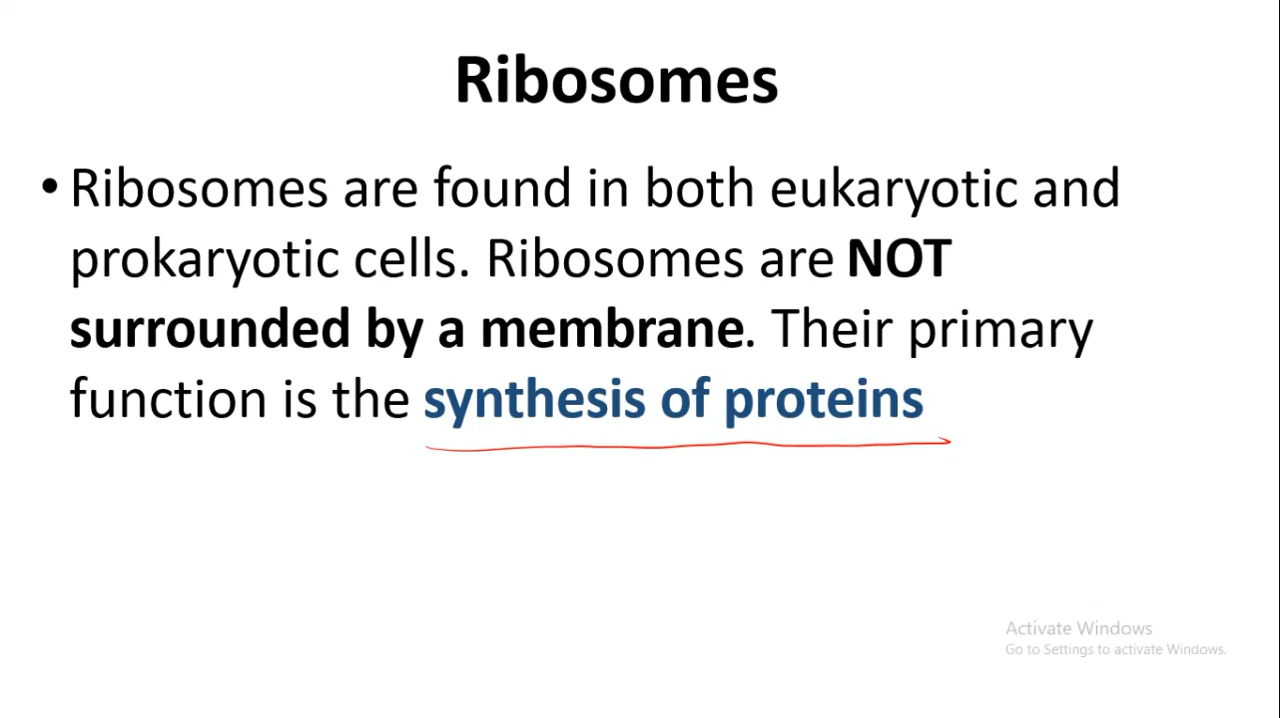 Ribosomes
• Ribosomes are found in both eukaryotic and
prokaryotic cells. Ribosomes are NOT
surrounded by a membrane. Their primary
function is the synthesis of proteins
Activate Windows
Go to Settings to activate Windows.